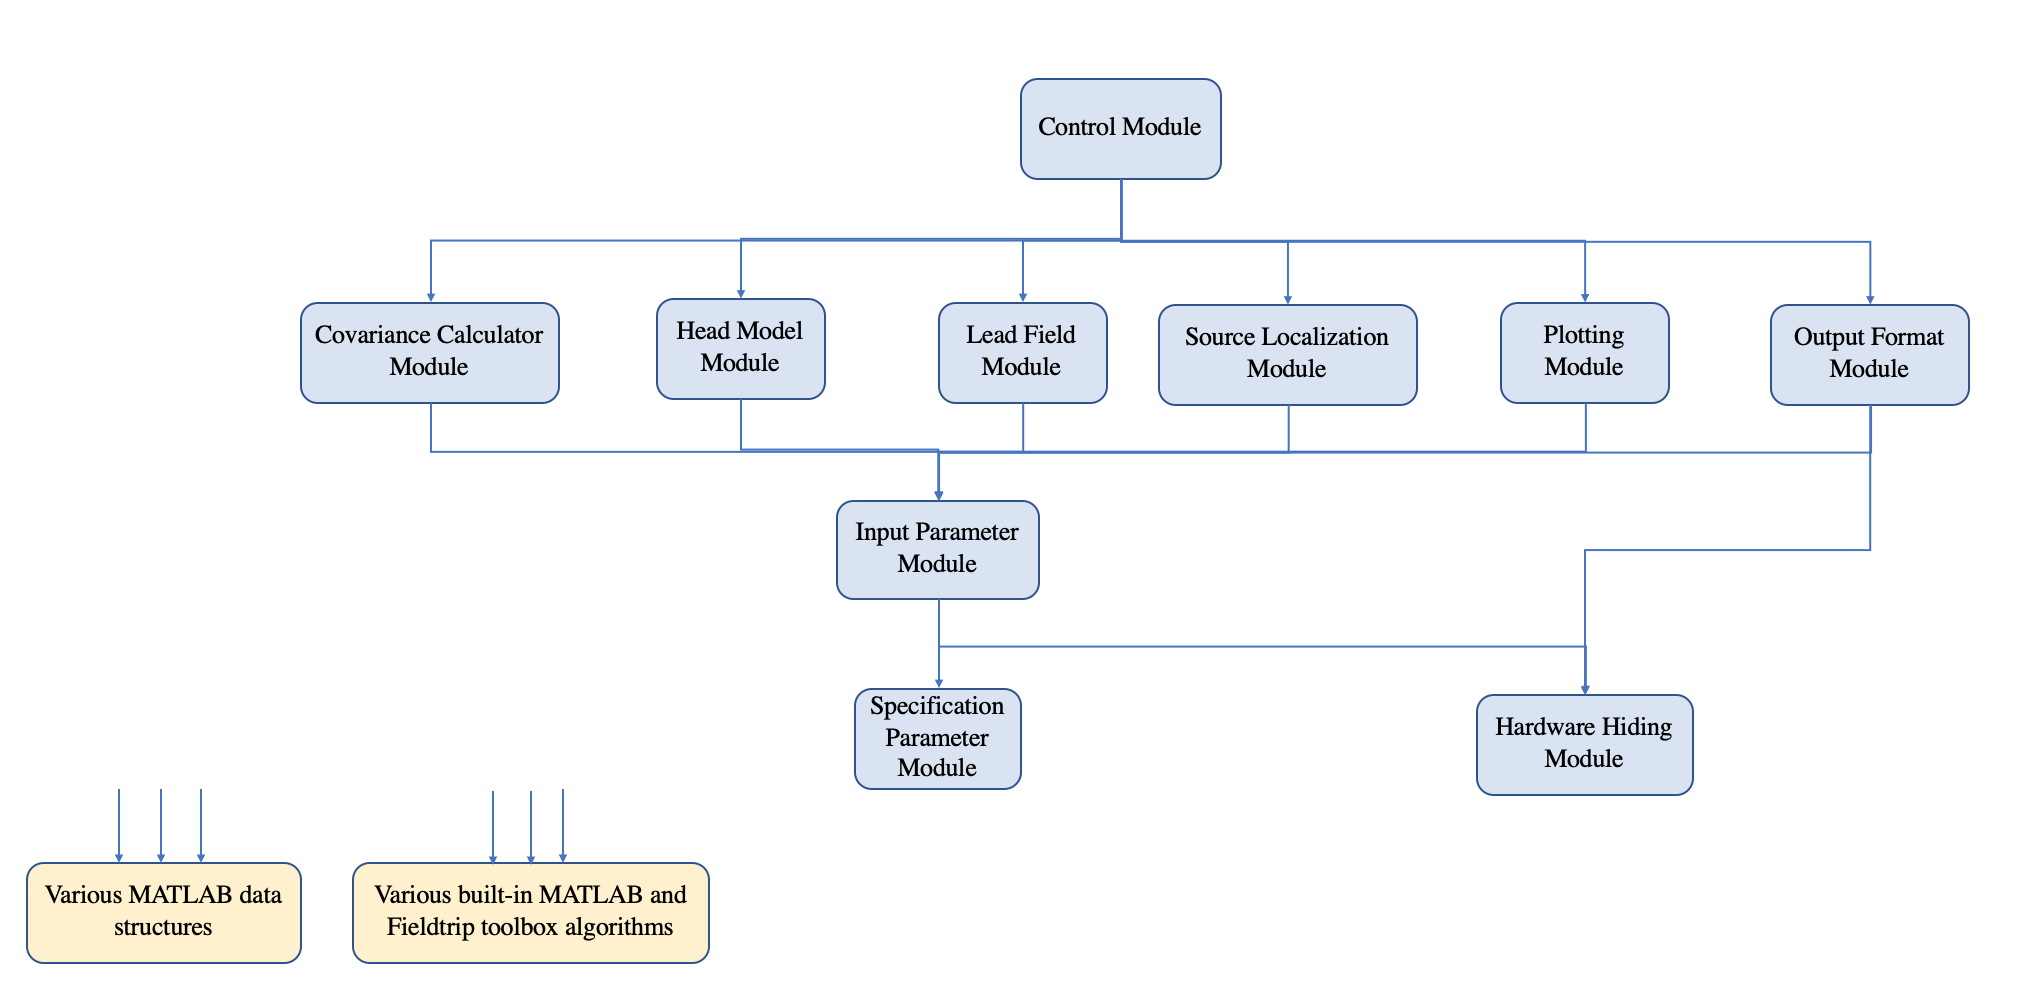 Control Module
Covariance Calculator
Module
Head Model
Module
Lead Field
Module
Source Localization
Module
Plotting
Module
Output Format
Module
Input Parameter
Module
Specification
Parameter
Module
Hardware Hiding
Module
Various MATLAB data
structures
Various built-in MATLAB and
Fieldtrip toolbox algorithms